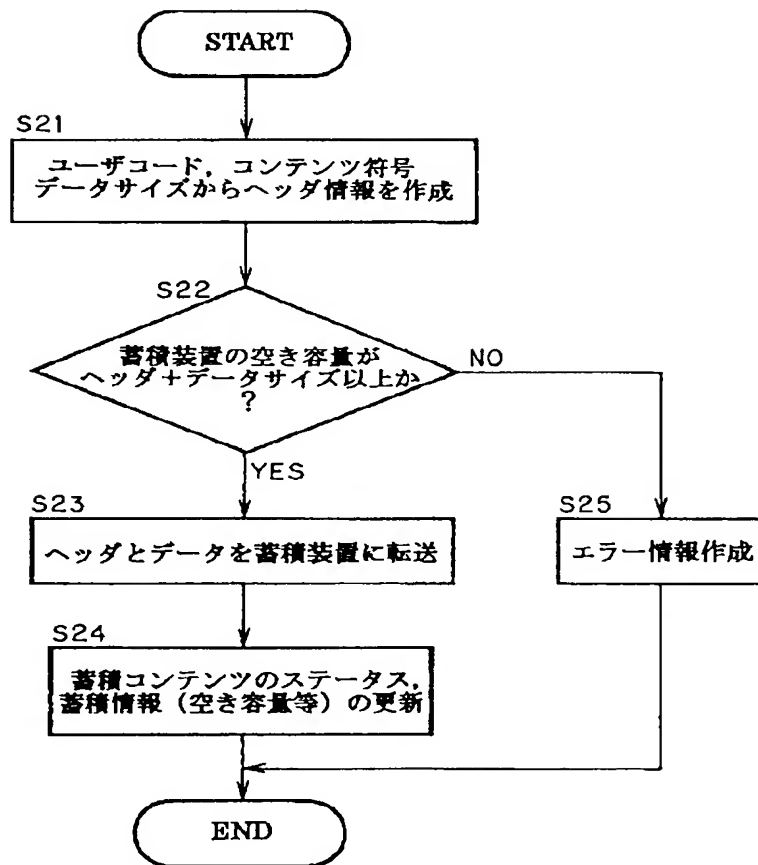 START
S21
ユーザコード，コンテンツ符号
データサイズからヘッダ情報を作成
S22
蓄積装置の空き容量が
ヘッダ＋データサイズ以上か
？
NO
YES
S23
ヘッダとデータを蓄積装置に転送
S25
エラー情報作成
S24
蓄積コンテンツのステータス，
蓄積情報（空き容量等）の更新
END